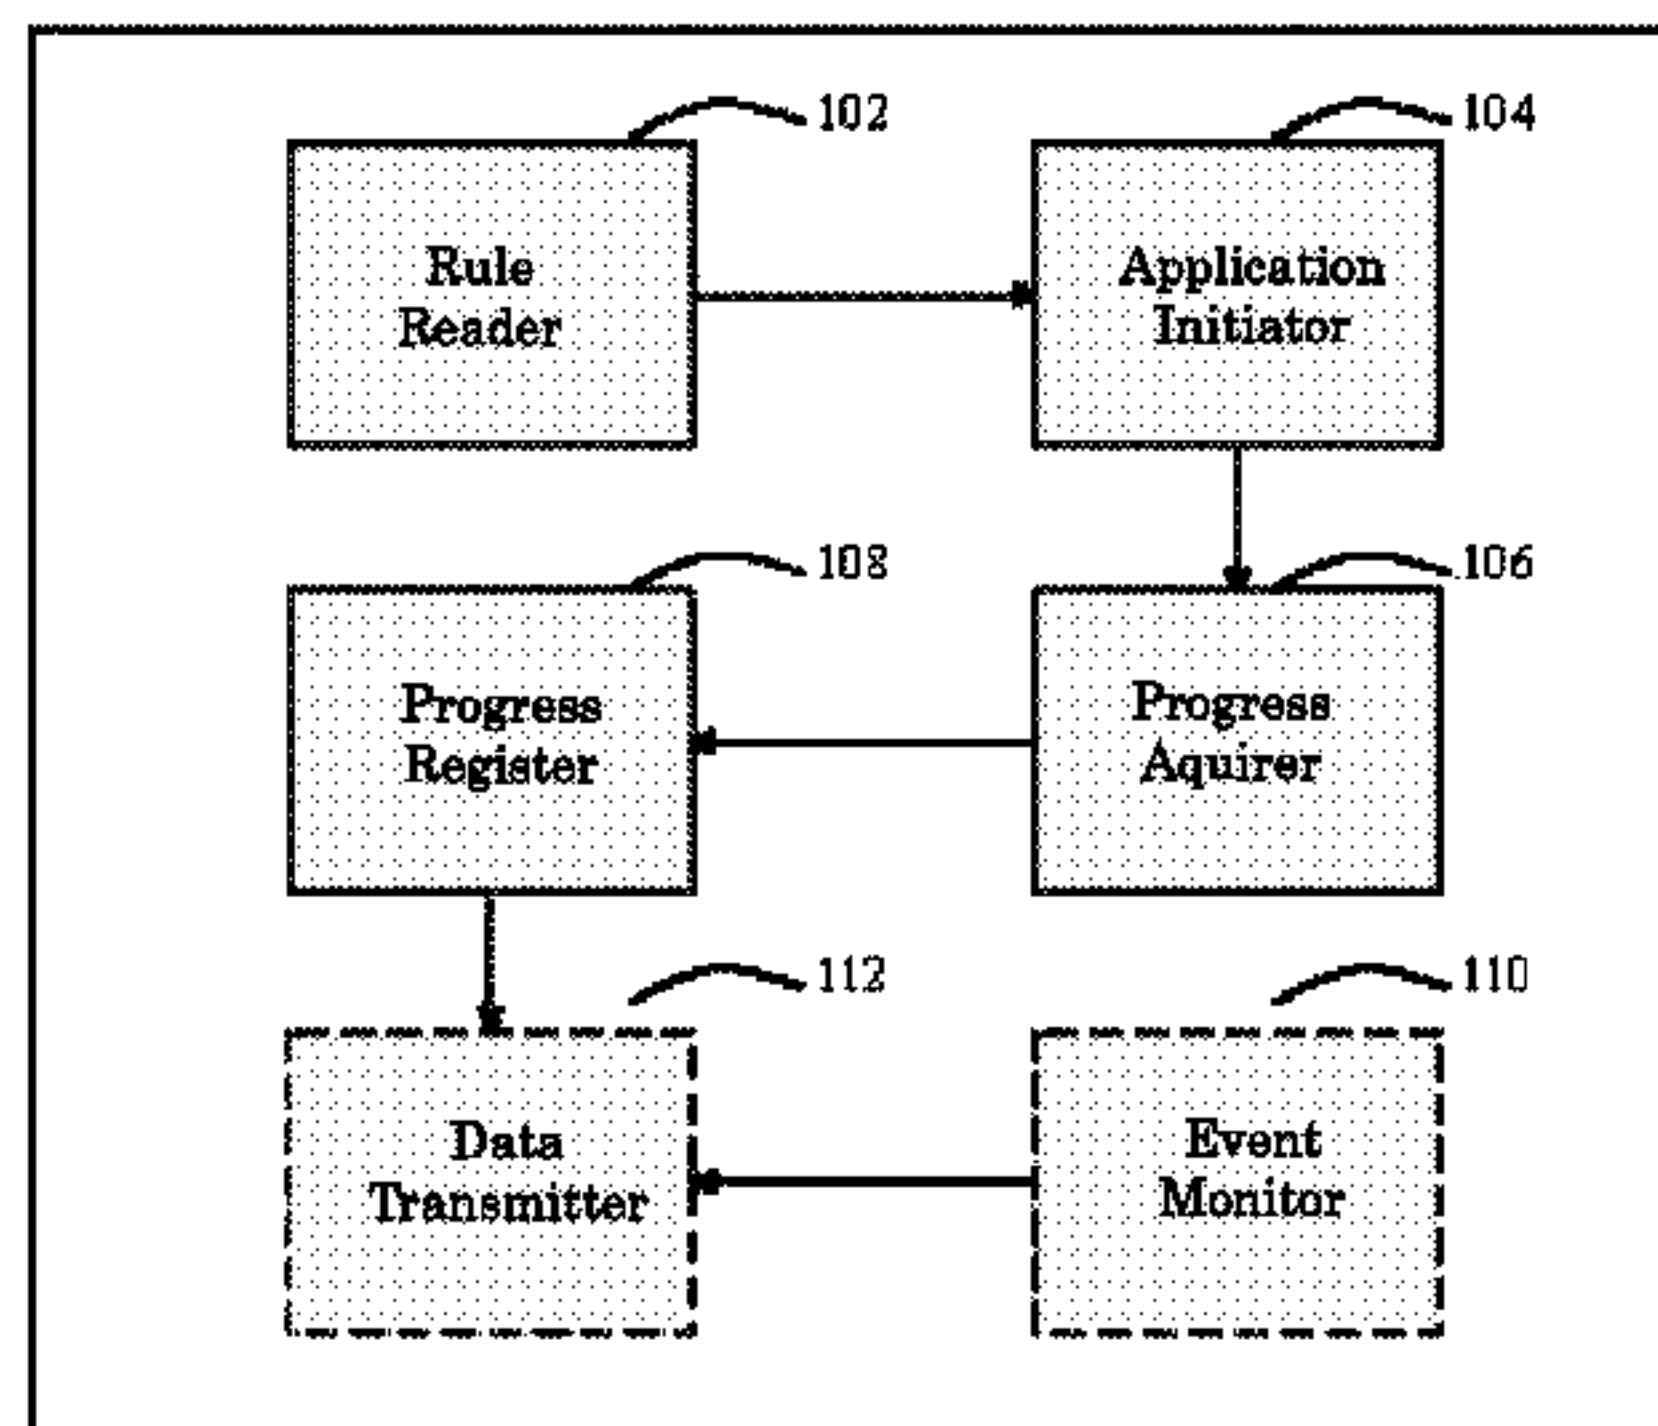 102
104
Rule
Reader
Application
Initiator
108
106
Progress
Register
Progress
Aquirer
112
110
Data
Transmitter
Event
Monitor